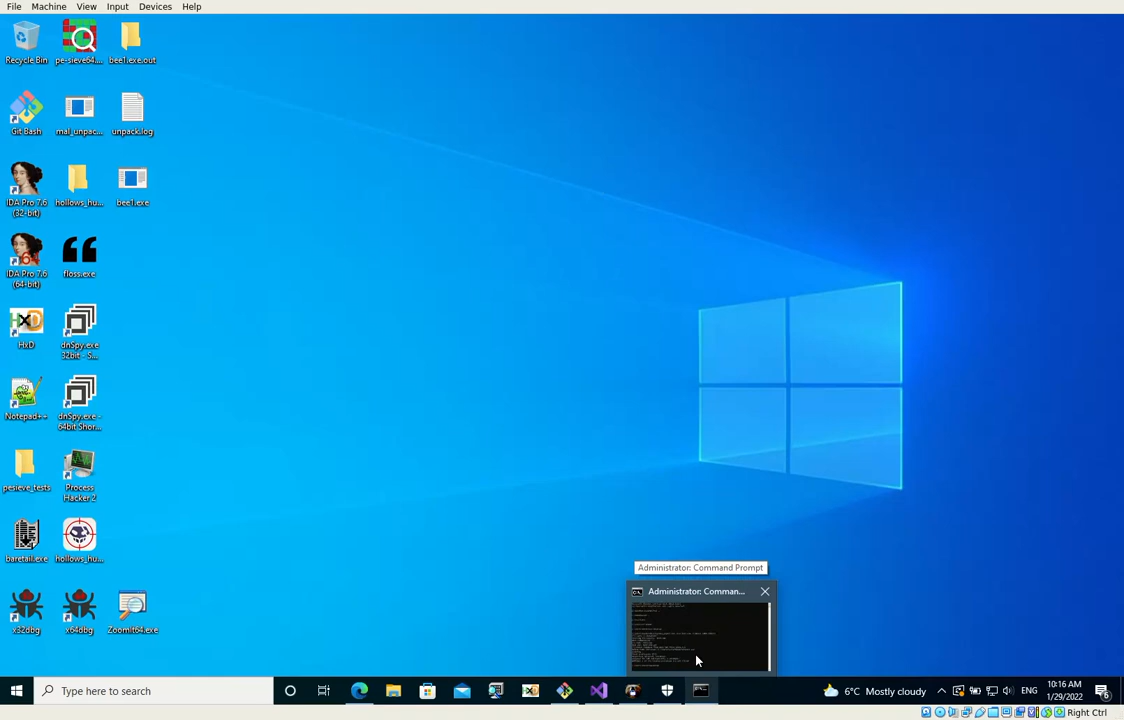 File Machine View Input Devices Help
Recycle Bin
pe-sieve64....
bee1.exe.out
Git Bash
mal_unpac...
unpack.log
IDA Pro 7.6
(32-bit)
hollows_hu...
bee1.exe
IDA Pro 7.6
(64-bit)
floss.exe
HxD
dnSpy.exe
32bit - S...
Notepad++
dnSpy.exe -
64bit Shor...
pesieve_tests
Process
Hacker 2
baretail.exe
hollows_hu...
x32dbg
x64dbg
ZoomIt64.exe
Administrator: Command Prompt
Administrator: Comman...
Type here to search
6°C Mostly cloudy
ENG
10:16 AM
1/29/2022
6
Right Ctrl